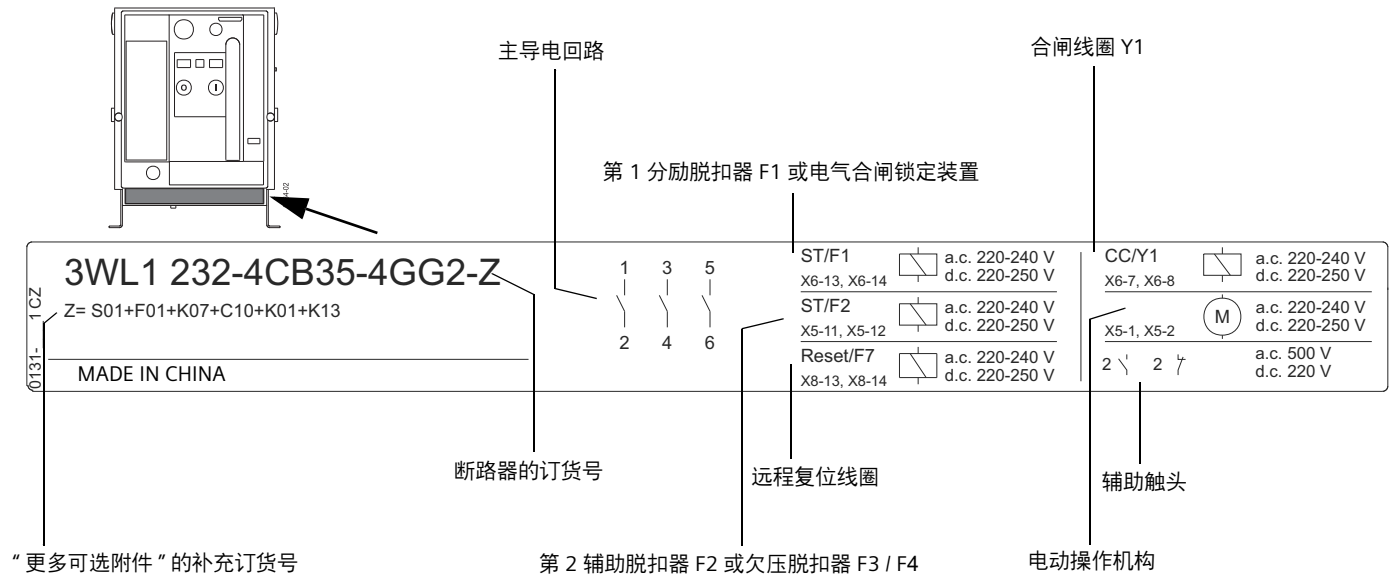 主导电回路
合闸线圈 Y1
第 1 分励脱扣器 F1 或电气合闸锁定装置
4-02
0131- 1 CZ
3WL1 232-4CB35-4GG2-Z
Z= S01+F01+K07+C10+K01+K13
MADE IN CHINA
1 3 5
2 4 6
ST/F1
X6-13, X6-14
a.c. 220-240 V
d.c. 220-250 V
ST/F2
X5-11, X5-12
a.c. 220-240 V
d.c. 220-250 V
Reset/F7
X8-13, X8-14
a.c. 220-240 V
d.c. 220-250 V
CC/Y1
X6-7, X6-8
a.c. 220-240 V
d.c. 220-250 V
X5-1, X5-2
M
a.c. 220-240 V
d.c. 220-250 V
2 2
a.c. 500 V
d.c. 220 V
断路器的订货号
远程复位线圈
辅助触头
“ 更多可选附件 ” 的补充订货号
第 2 辅助脱扣器 F2 或欠压脱扣器 F3 / F4
电动操作机构